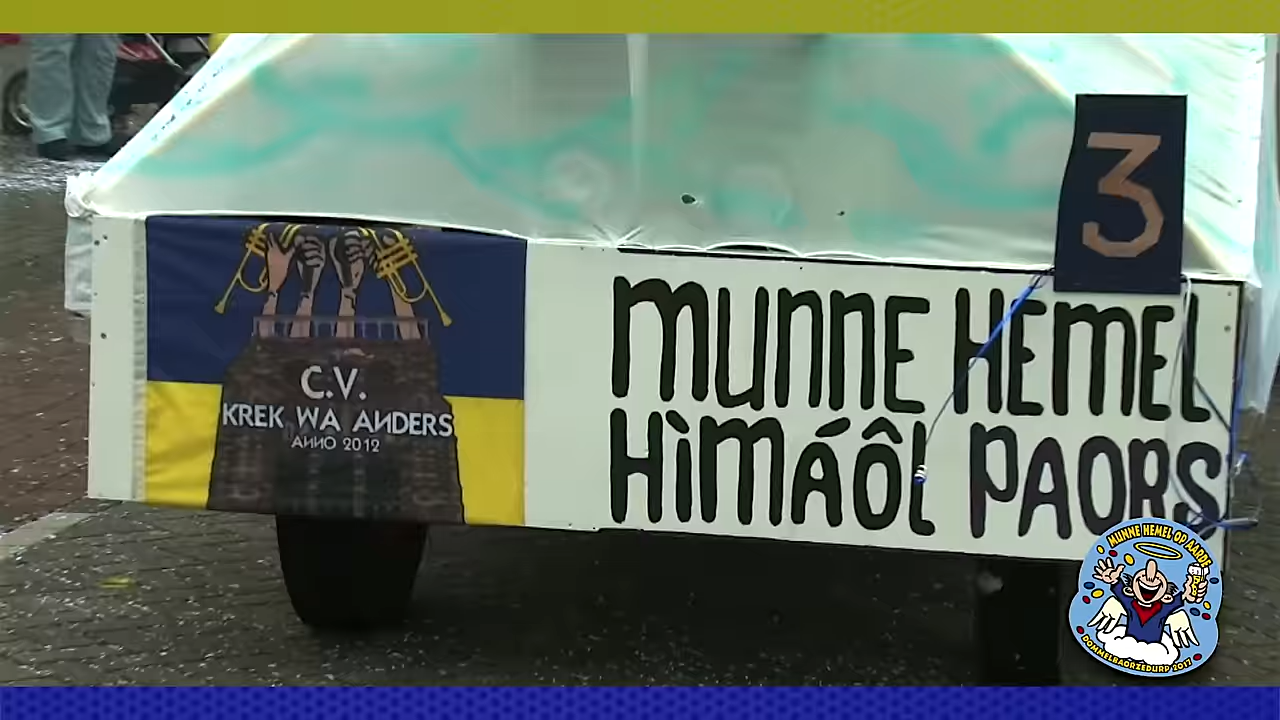 3
C.V.
KREK WA ANDERS
ANNO 2012
MUNNE HEMEL
HÌMÁÔL PAORS
MUNNE HEMEL OP AARDE
DOMMELBAORZEDURP 2017